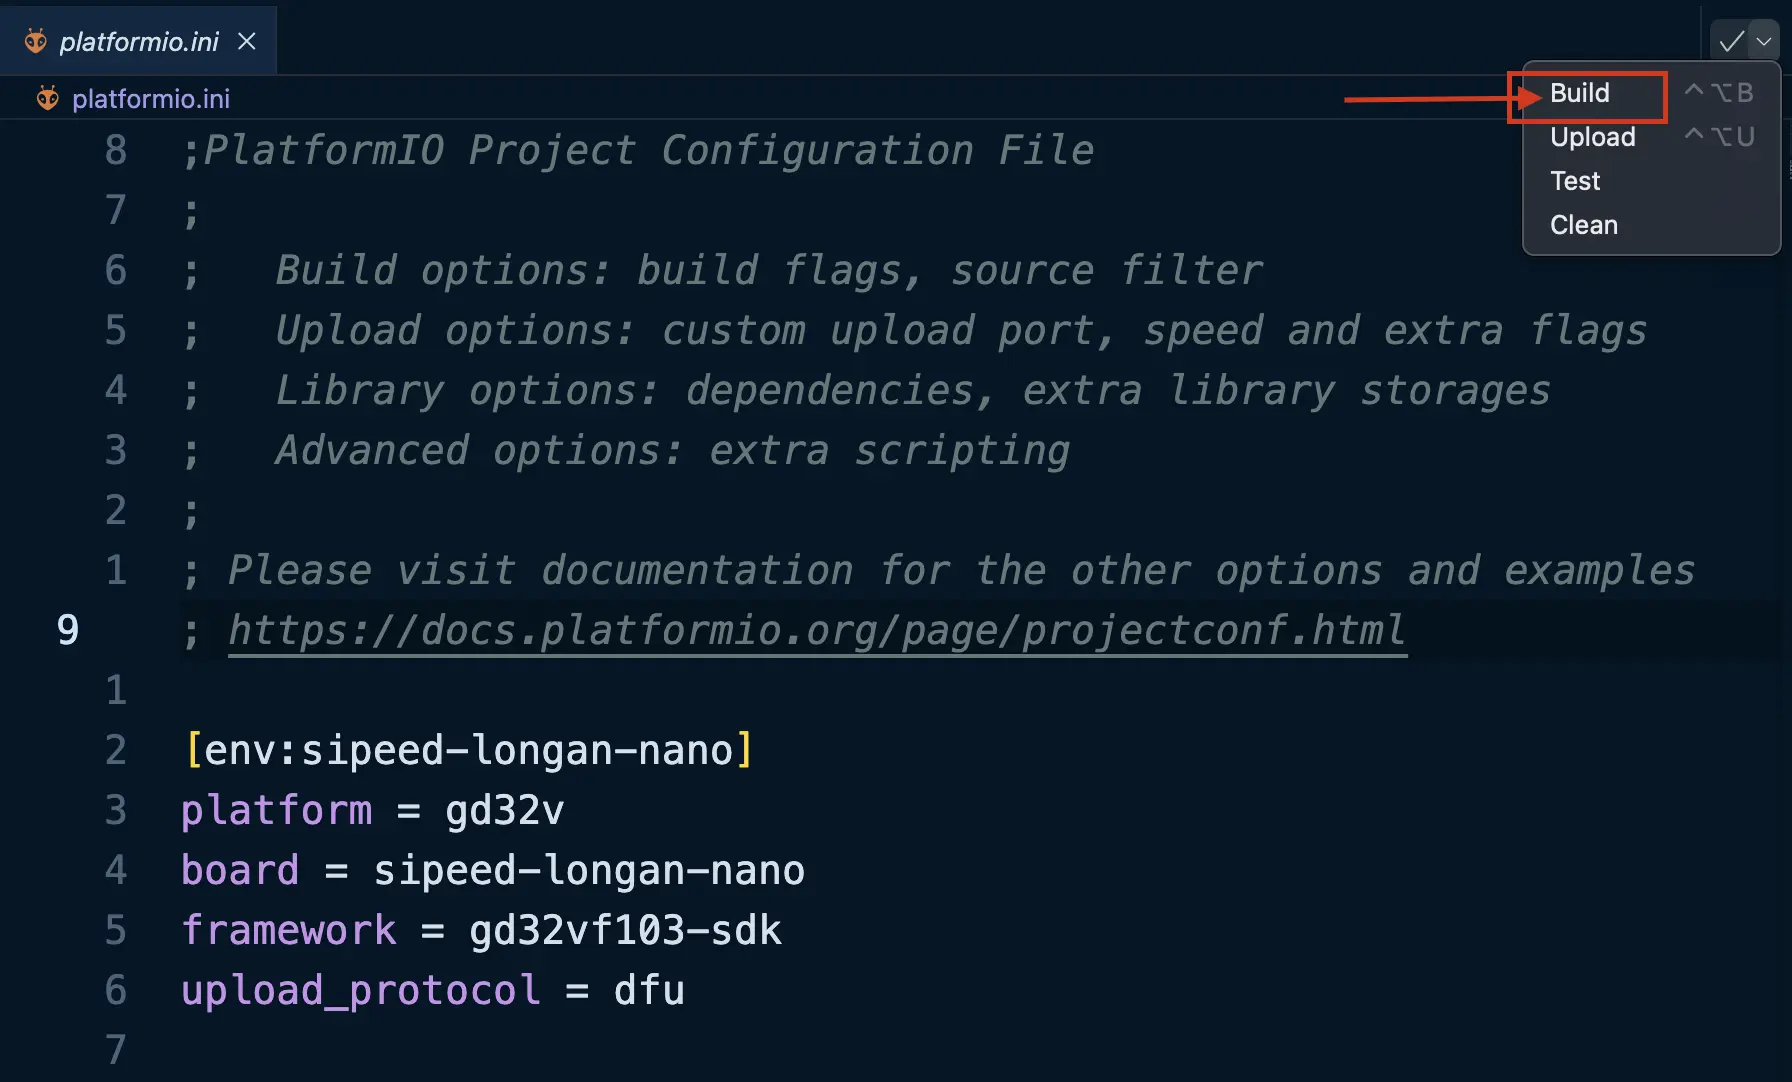 platformio.ini
platformio.ini
Build ^⌥B
Upload ^⌥U
Test
Clean
8 ;PlatformIO Project Configuration File
7 ;
6 ;   Build options: build flags, source filter
5 ;   Upload options: custom upload port, speed and extra flags
4 ;   Library options: dependencies, extra library storages
3 ;   Advanced options: extra scripting
2 ;
1 ; Please visit documentation for the other options and examples
9 ; https://docs.platformio.org/page/projectconf.html
1
2 [env:sipeed-longan-nano]
3 platform = gd32v
4 board = sipeed-longan-nano
5 framework = gd32vf103-sdk
6 upload_protocol = dfu
7